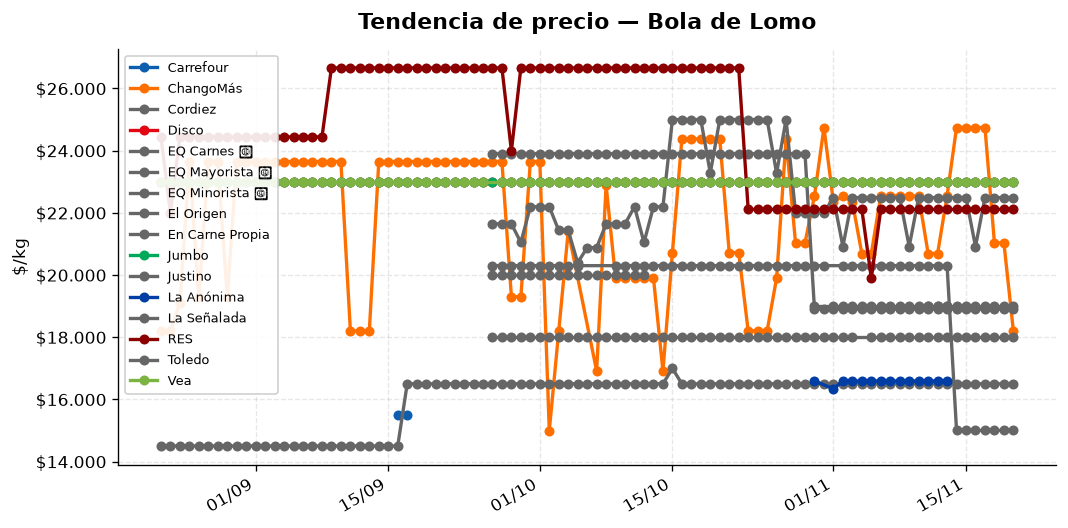 Tendencia de precio — Bola de Lomo
$/kg
$26.000
$24.000
$22.000
$20.000
$18.000
$16.000
$14.000
Carrefour
ChangoMás
Cordiez
Disco
EQ Carnes
EQ Mayorista
EQ Minorista
El Origen
En Carne Propia
Jumbo
Justino
La Anónima
La Señalada
RES
Toledo
Vea
01/09
15/09
01/10
15/10
01/11
15/11